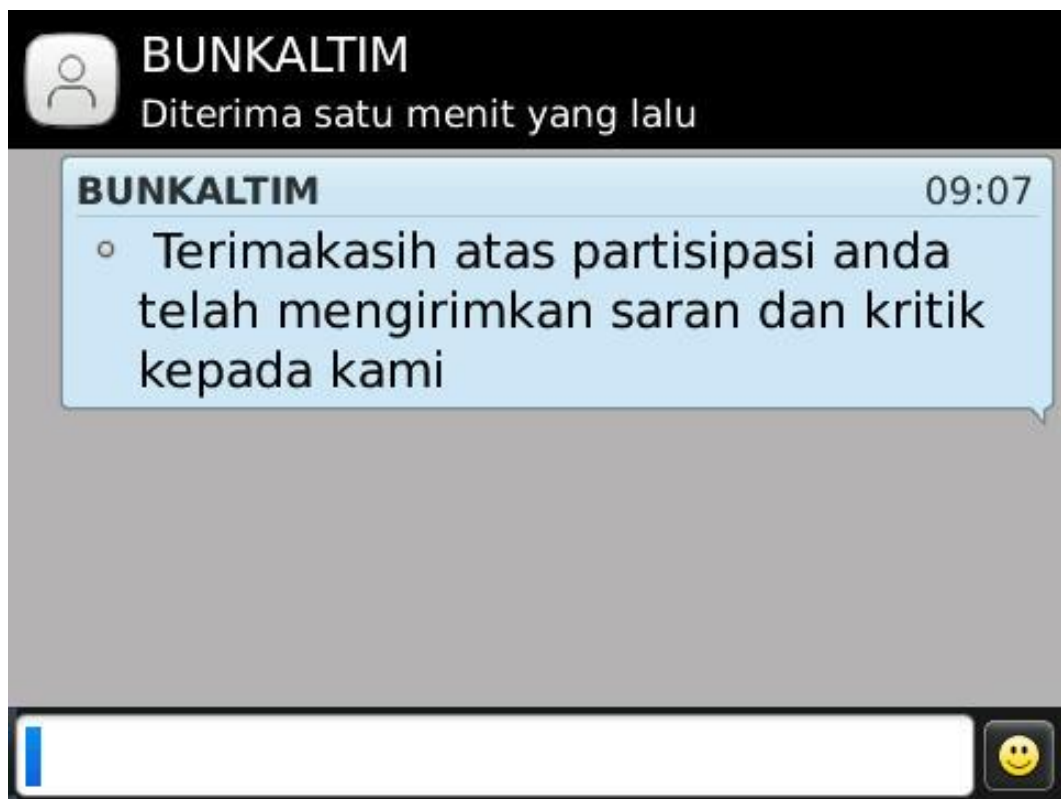 BUNKALTIM
Diterima satu menit yang lalu
BUNKALTIM 09:07
Terimakasih atas partisipasi anda
telah mengirimkan saran dan kritik
kepada kami